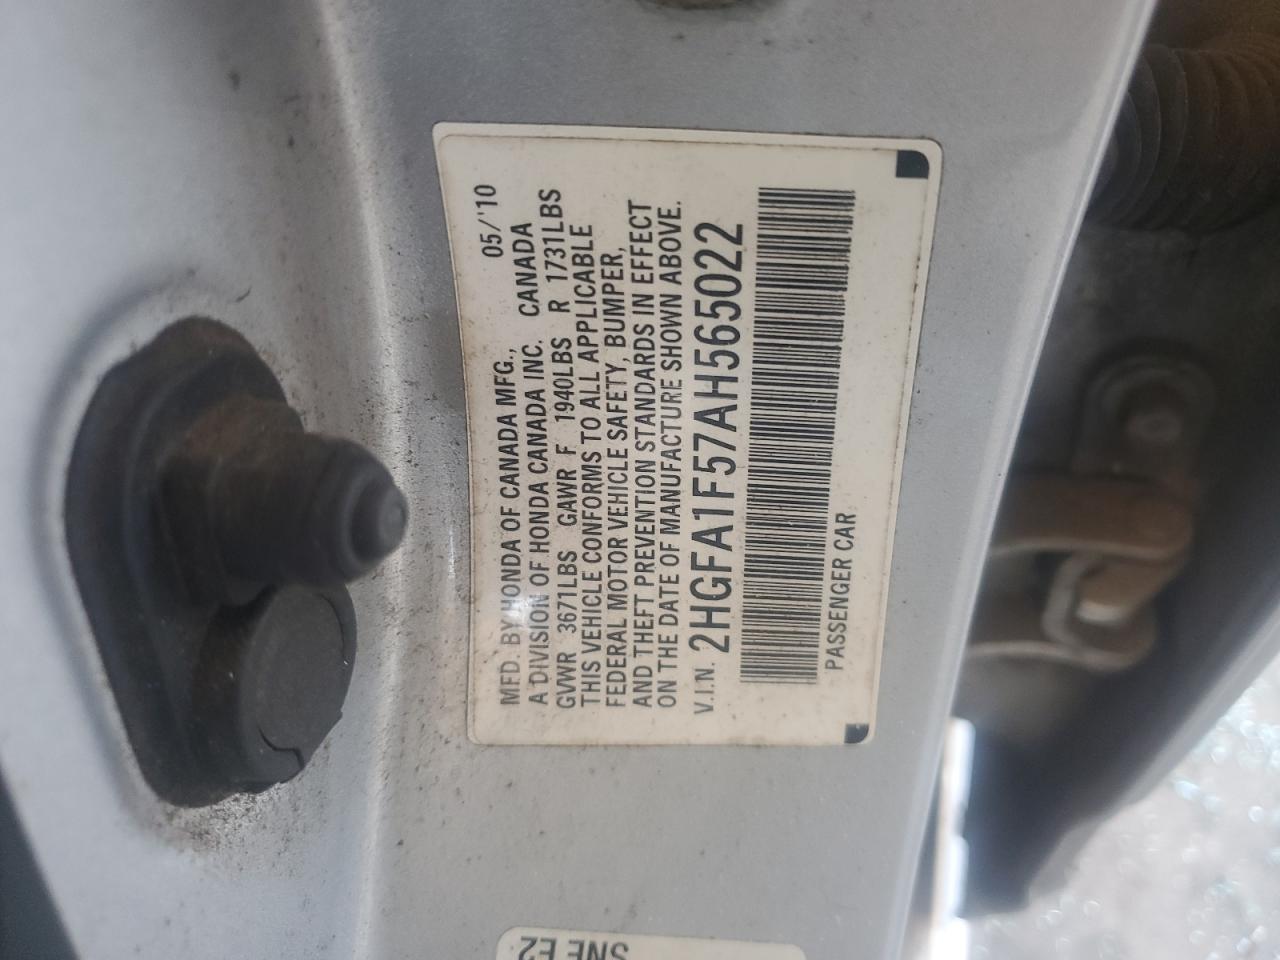 MFD. BY HONDA OF CANADA MFG., 05/'10
A DIVISION OF HONDA CANADA INC. CANADA
GVWR 3671LBS GAWR F 1940LBS R 1731LBS
THIS VEHICLE CONFORMS TO ALL APPLICABLE
FEDERAL MOTOR VEHICLE SAFETY, BUMPER,
AND THEFT PREVENTION STANDARDS IN EFFECT
ON THE DATE OF MANUFACTURE SHOWN ABOVE.
V.I.N. 2HGFA1F57AH565022
PASSENGER CAR